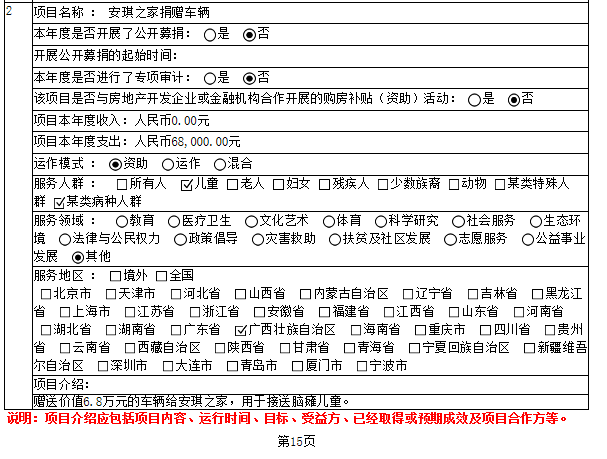 2 项目名称 : 安琪之家捐赠车辆
本年度是否开展了公开募捐: ○是 ◉否
开展公开募捐的起始时间:
本年度是否进行了专项审计: ○是 ◉否
该项目是否与房地产开发企业或金融机构合作开展的购房补贴（资助）活动: ○是 ◉否
项目本年度收入: 人民币0.00元
项目本年度支出: 人民币68,000.00元
运作模式 : ◉资助 ○运作 ○混合
服务人群 : □所有人 ☑儿童 □老人 □妇女 □残疾人 □少数族裔 □动物 □某类特殊人
群 ☑某类病种人群
服务领域 : ○教育 ○医疗卫生 ○文化艺术 ○体育 ○科学研究 ○社会服务 ○生态环
境 ○法律与公民权力 ○政策倡导 ○灾害救助 ○扶贫及社区发展 ○志愿服务 ○公益事业
发展 ◉其他
服务地区 : □境外 □全国
□北京市 □天津市 □河北省 □山西省 □内蒙古自治区 □辽宁省 □吉林省 □黑龙江
省 □上海市 □江苏省 □浙江省 □安徽省 □福建省 □江西省 □山东省 □河南省
□湖北省 □湖南省 □广东省 ☑广西壮族自治区 □海南省 □重庆市 □四川省 □贵州
省 □云南省 □西藏自治区 □陕西省 □甘肃省 □青海省 □宁夏回族自治区 □新疆维吾
尔自治区 □深圳市 □大连市 □青岛市 □厦门市 □宁波市
项目介绍:
赠送价值6.8万元的车辆给安琪之家，用于接送脑瘫儿童。
说明：项目介绍应包括项目内容、运行时间、目标、受益方、已经取得或预期成效及项目合作方等。
第15页